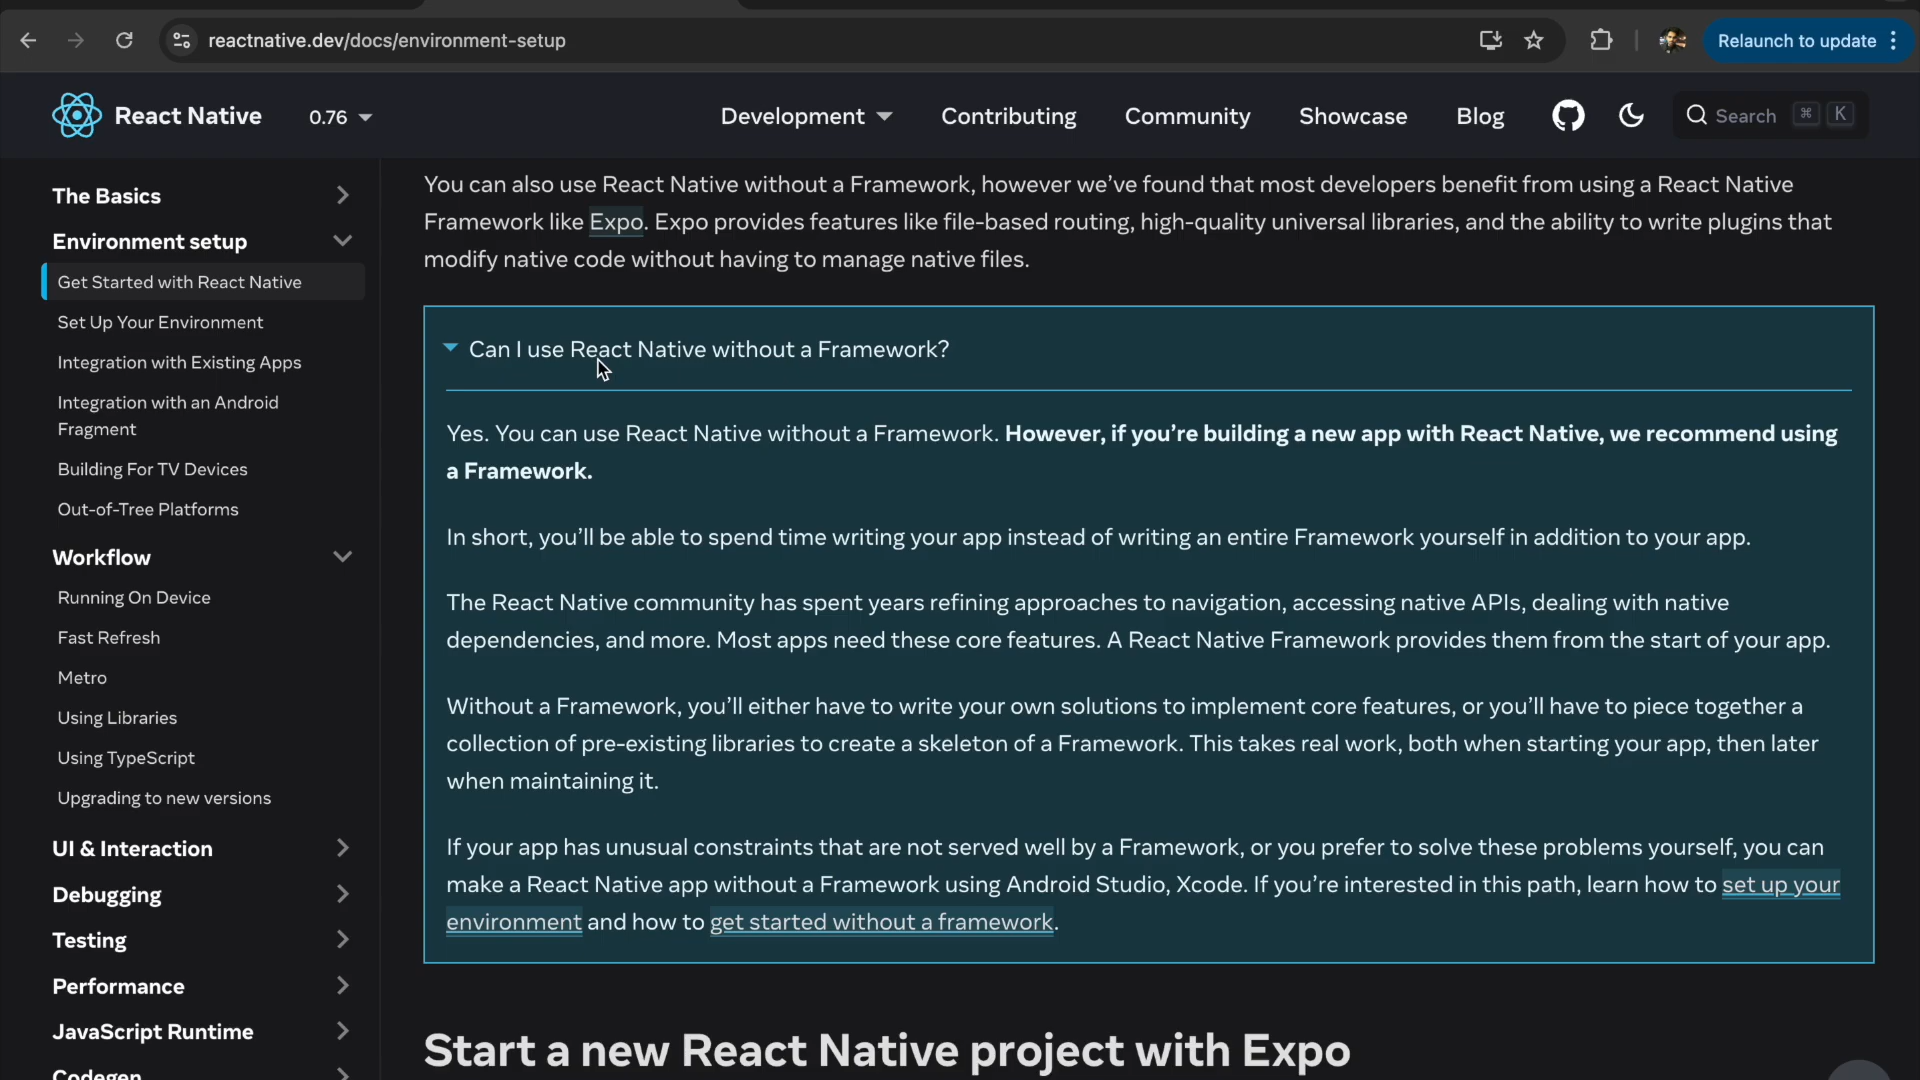 reactnative.dev/docs/environment-setup
Relaunch to update
React Native
0.76
Development
Contributing
Community
Showcase
Blog
Search ⌘ K
The Basics
Environment setup
Get Started with React Native
Set Up Your Environment
Integration with Existing Apps
Integration with an Android
Fragment
Building For TV Devices
Out-of-Tree Platforms
Workflow
Running On Device
Fast Refresh
Metro
Using Libraries
Using TypeScript
Upgrading to new versions
UI & Interaction
Debugging
Testing
Performance
JavaScript Runtime
Codegen
You can also use React Native without a Framework, however we’ve found that most developers benefit from using a React Native
Framework like Expo. Expo provides features like file-based routing, high-quality universal libraries, and the ability to write plugins that
modify native code without having to manage native files.
Can I use React Native without a Framework?
Yes. You can use React Native without a Framework. However, if you’re building a new app with React Native, we recommend using
a Framework.
In short, you’ll be able to spend time writing your app instead of writing an entire Framework yourself in addition to your app.
The React Native community has spent years refining approaches to navigation, accessing native APIs, dealing with native
dependencies, and more. Most apps need these core features. A React Native Framework provides them from the start of your app.
Without a Framework, you’ll either have to write your own solutions to implement core features, or you’ll have to piece together a
collection of pre-existing libraries to create a skeleton of a Framework. This takes real work, both when starting your app, then later
when maintaining it.
If your app has unusual constraints that are not served well by a Framework, or you prefer to solve these problems yourself, you can
make a React Native app without a Framework using Android Studio, Xcode. If you’re interested in this path, learn how to set up your
environment and how to get started without a framework.
Start a new React Native project with Expo